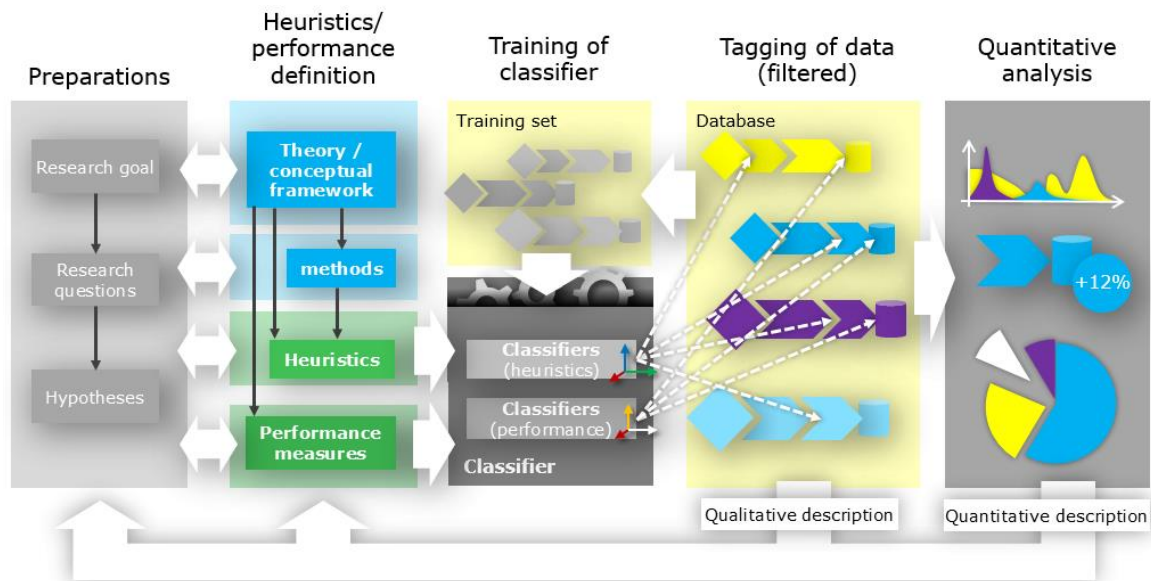 Preparations
Heuristics/
performance
definition
Training of
classifier
Tagging of data
(filtered)
Quantitative
analysis
Research goal
Research
questions
Hypotheses
Theory /
conceptual
framework
methods
Heuristics
Performance
measures
Training set
Classifiers
(heuristics)
Classifiers
(performance)
Classifier
Database
Qualitative description
+12%
Quantitative description